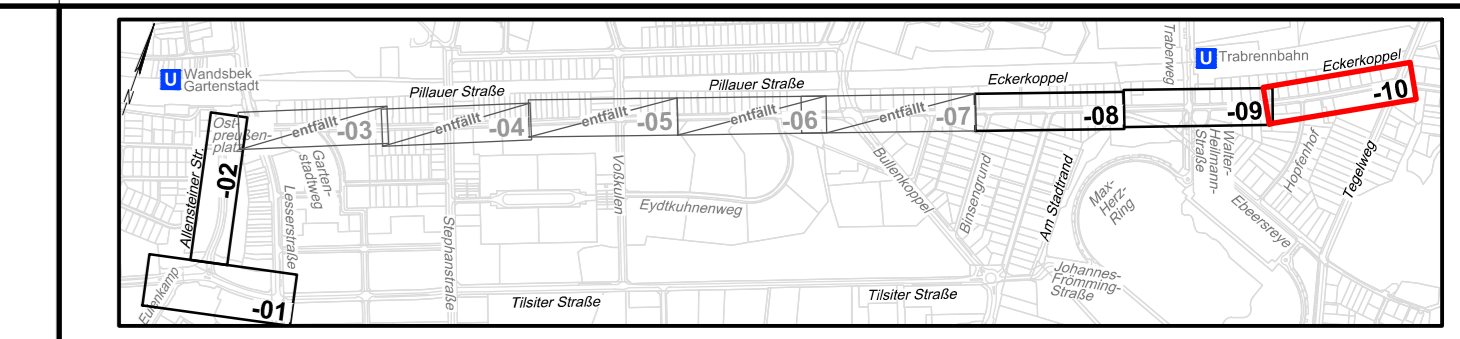 N
U Wandsbek
Gartenstadt
Pillauer Straße
Pillauer Straße
Eckerkoppel
Traberweg
U Trabrennbahn
Eckerkoppel
Ost-
preußen-
platz
entfällt -03
entfällt -04
entfällt -05
entfällt -06
entfällt -07
-08
-09
-10
Allensteiner Str.
-02
Lesserstraße
Garten-
stadtweg
Stephanstraße
Voßkulen
Eydtkuhnenweg
Bullenkoppel
Binsengrund
Am Stadtrand
Max-
Herz-
Ring
Walter-
Heilmann-
Straße
Ebeersreye
Hopfenhof
Tegelweg
Eulenkamp
-01
Tilsiter Straße
Tilsiter Straße
Johannes-
Frömming-
Straße